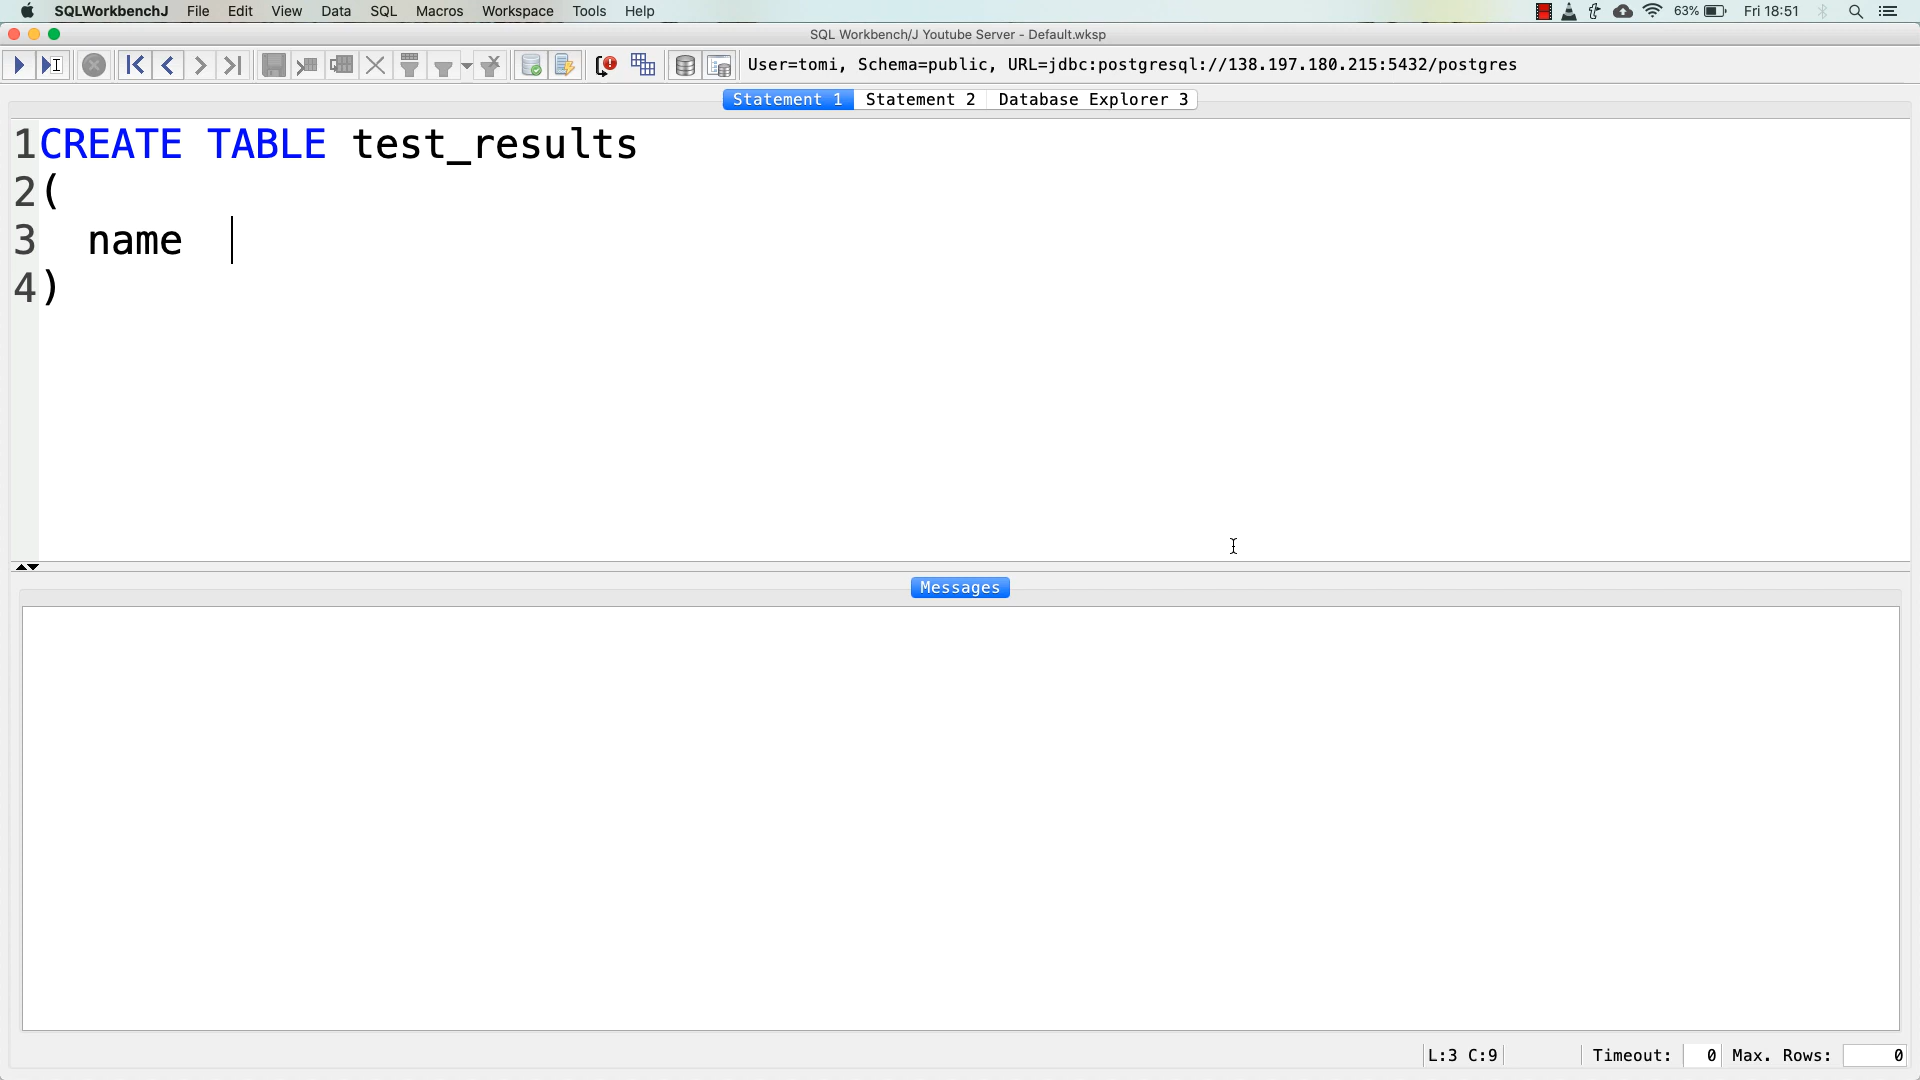 SQLWorkbenchJ File Edit View Data SQL Macros Workspace Tools Help 63% Fri 18:51
SQL Workbench/J Youtube Server - Default.wksp
User=tomi, Schema=public, URL=jdbc:postgresql://138.197.180.215:5432/postgres
Statement 1 Statement 2 Database Explorer 3
1 CREATE TABLE test_results
2 (
3 name
4 )
Messages
L:3 C:9 Timeout: 0 Max. Rows: 0